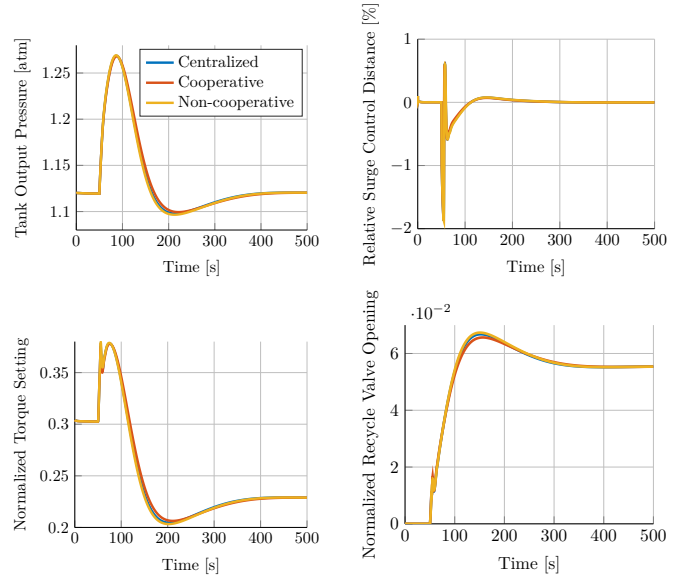 Tank Output Pressure [atm]
1.25
1.2
1.15
1.1
0 100 200 300 400 500
Time [s]
Centralized
Cooperative
Non-cooperative
Relative Surge Control Distance [%]
1
0
−1
−2
0 100 200 300 400 500
Time [s]
Normalized Torque Setting
0.35
0.3
0.25
0.2
0 100 200 300 400 500
Time [s]
Normalized Recycle Valve Opening
·10−2
6
4
2
0
0 100 200 300 400 500
Time [s]